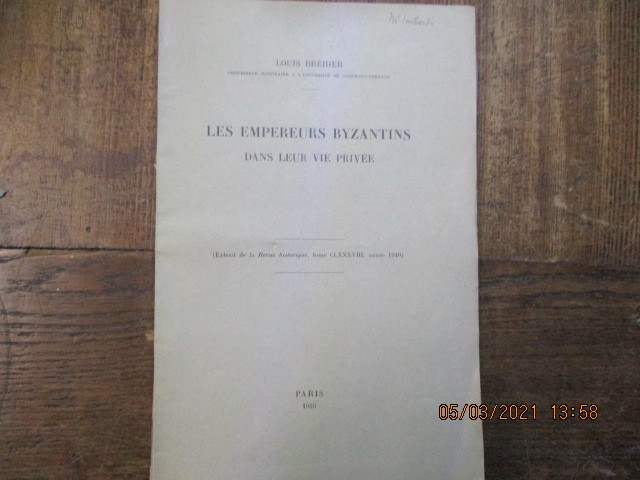 LOUIS BRÉHIER
PROFESSEUR HONORAIRE A L'UNIVERSITÉ DE CLERMONT-FERRAND
LES EMPEREURS BYZANTINS
DANS LEUR VIE PRIVÉE
(Extrait de la Revue historique, tome CLXXXVIII, année 1940)
PARIS
1940
05/03/2021 13:58